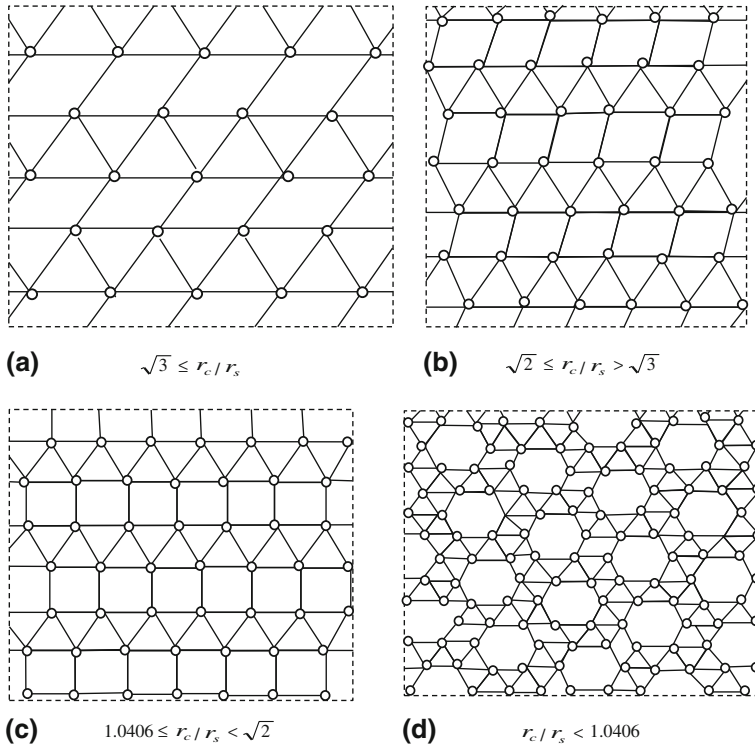 (a) √3 ≤ r_c / r_s
(b) √2 ≤ r_c / r_s > √3
(c) 1.0406 ≤ r_c / r_s < √2
(d) r_c / r_s < 1.0406